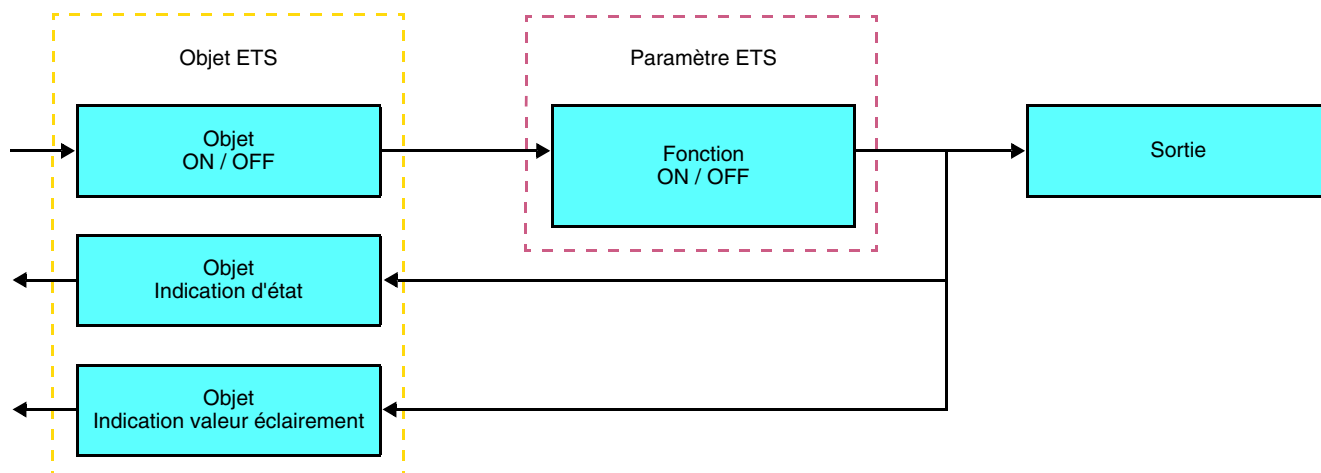 Objet ETS
Paramètre ETS
Objet
ON / OFF
Fonction
ON / OFF
Sortie
Objet
Indication d'état
Objet
Indication valeur éclairement